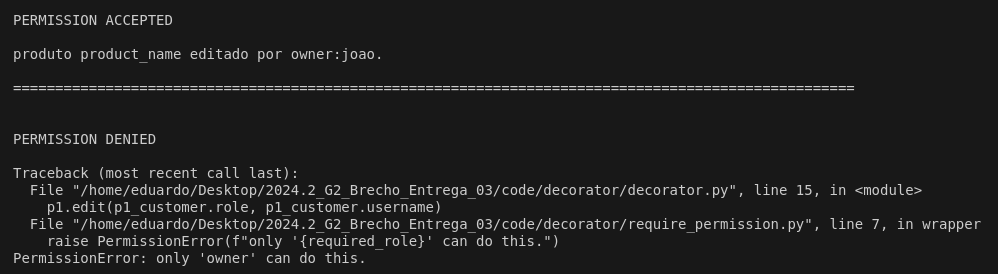 PERMISSION ACCEPTED
produto product_name editado por owner:joao.
====================================================================================================
PERMISSION DENIED
Traceback (most recent call last):
  File "/home/eduardo/Desktop/2024.2_G2_Brecho_Entrega_03/code/decorator/decorator.py", line 15, in <module>
    p1.edit(p1_customer.role, p1_customer.username)
  File "/home/eduardo/Desktop/2024.2_G2_Brecho_Entrega_03/code/decorator/require_permission.py", line 7, in wrapper
    raise PermissionError(f"only '{required_role}' can do this.")
PermissionError: only 'owner' can do this.